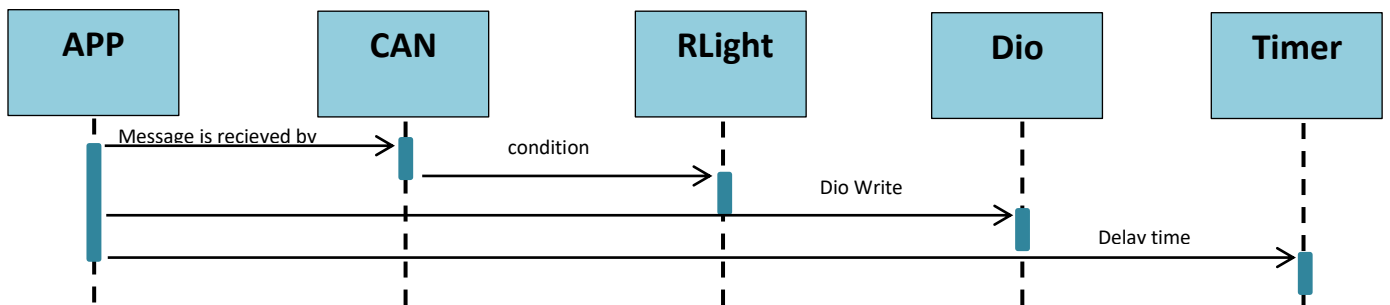 APP
CAN
RLight
Dio
Timer
Message is recieved by
condition
Dio Write
Delay time